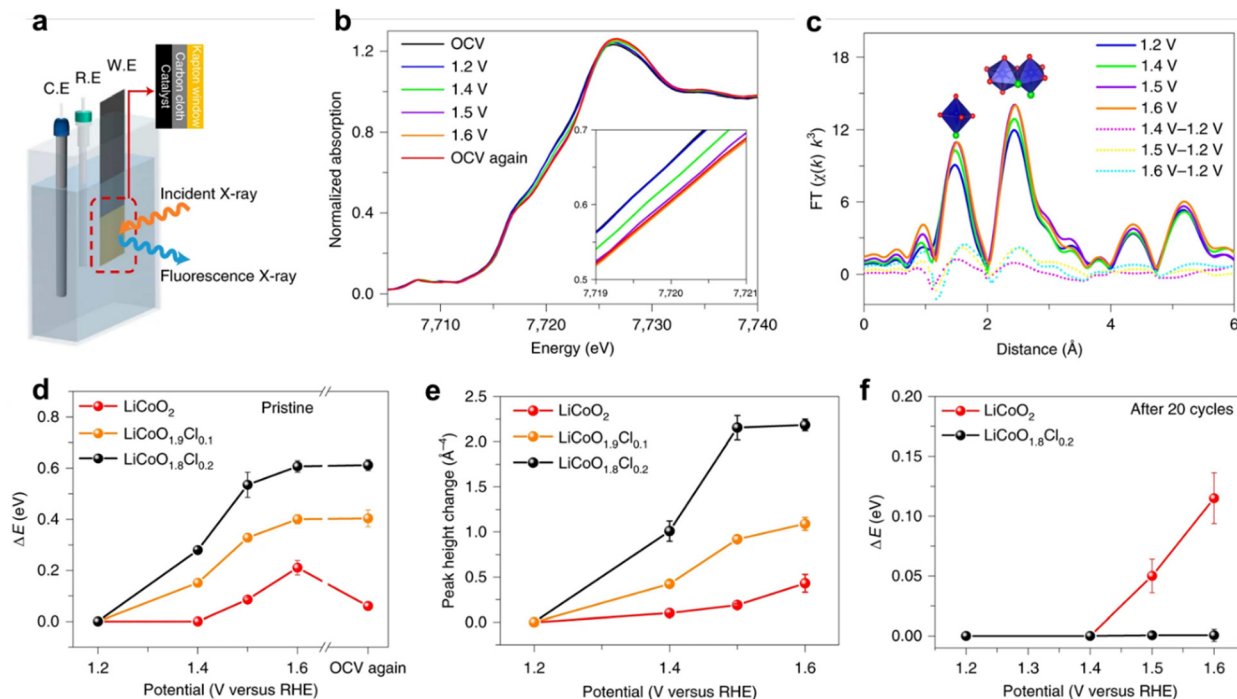 a
C.E
R.E
W.E
Catalyst
Carbon cloth
Kapton window
Incident X-ray
Fluorescence X-ray
b
OCV
1.2 V
1.4 V
1.5 V
1.6 V
OCV again
Normalized absorption
1.2
0.8
0.4
0.0
7,710
7,720
7,730
7,740
Energy (eV)
0.7
0.6
0.5
7,719
7,720
7,721
c
1.2 V
1.4 V
1.5 V
1.6 V
1.4 V–1.2 V
1.5 V–1.2 V
1.6 V–1.2 V
FT (χ(k) k³)
18
12
6
0
0
2
4
6
Distance (Å)
d
LiCoO₂
LiCoO₁.₉Cl₀.₁
LiCoO₁.₈Cl₀.₂
Pristine
ΔE (eV)
0.8
0.6
0.4
0.2
0.0
1.2
1.4
1.6
OCV again
Potential (V versus RHE)
e
LiCoO₂
LiCoO₁.₉Cl₀.₁
LiCoO₁.₈Cl₀.₂
Peak height change (Å⁻⁴)
2.5
2.0
1.5
1.0
0.5
0
1.2
1.3
1.4
1.5
1.6
Potential (V versus RHE)
f
LiCoO₂
LiCoO₁.₈Cl₀.₂
After 20 cycles
ΔE (eV)
0.20
0.15
0.10
0.05
0.00
1.2
1.3
1.4
1.5
1.6
Potential (V versus RHE)